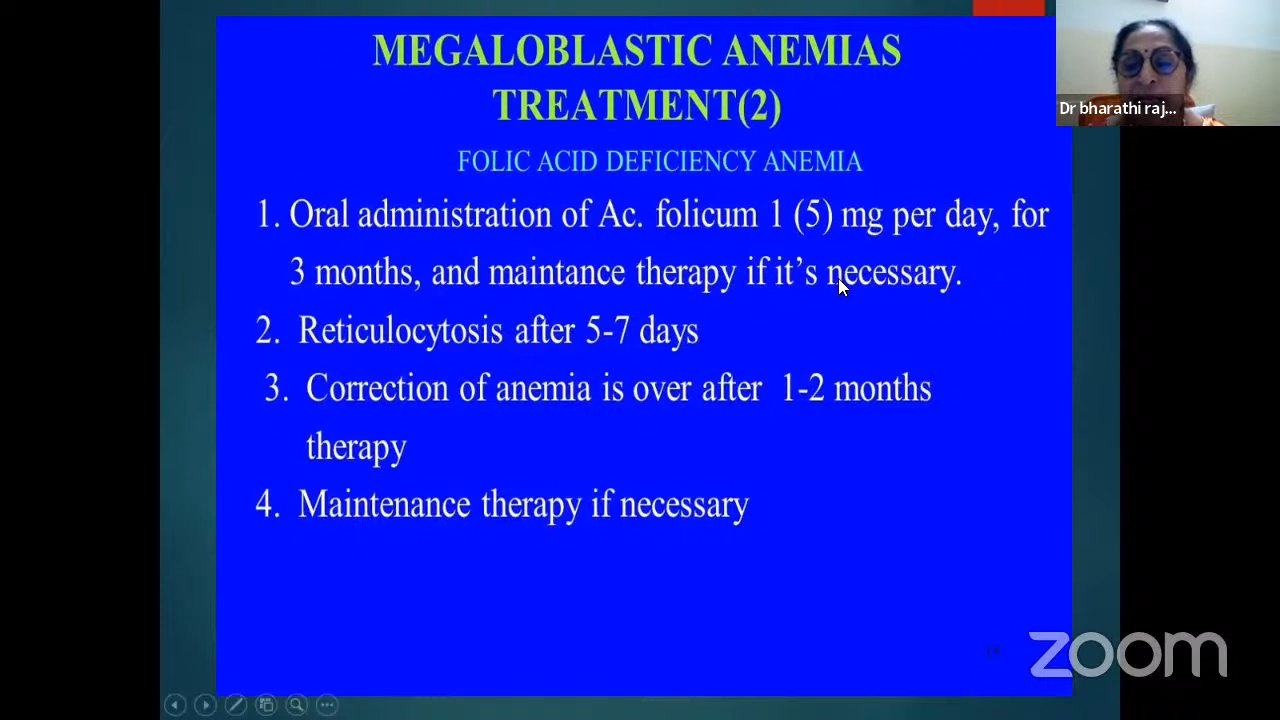 MEGALOBLASTIC ANEMIAS
TREATMENT(2)
FOLIC ACID DEFICIENCY ANEMIA
1. Oral administration of Ac. folicum 1 (5) mg per day, for
3 months, and maintance therapy if it’s necessary.
2. Reticulocytosis after 5-7 days
3. Correction of anemia is over after 1-2 months
therapy
4. Maintenance therapy if necessary
Dr bharathi raj...
zoom